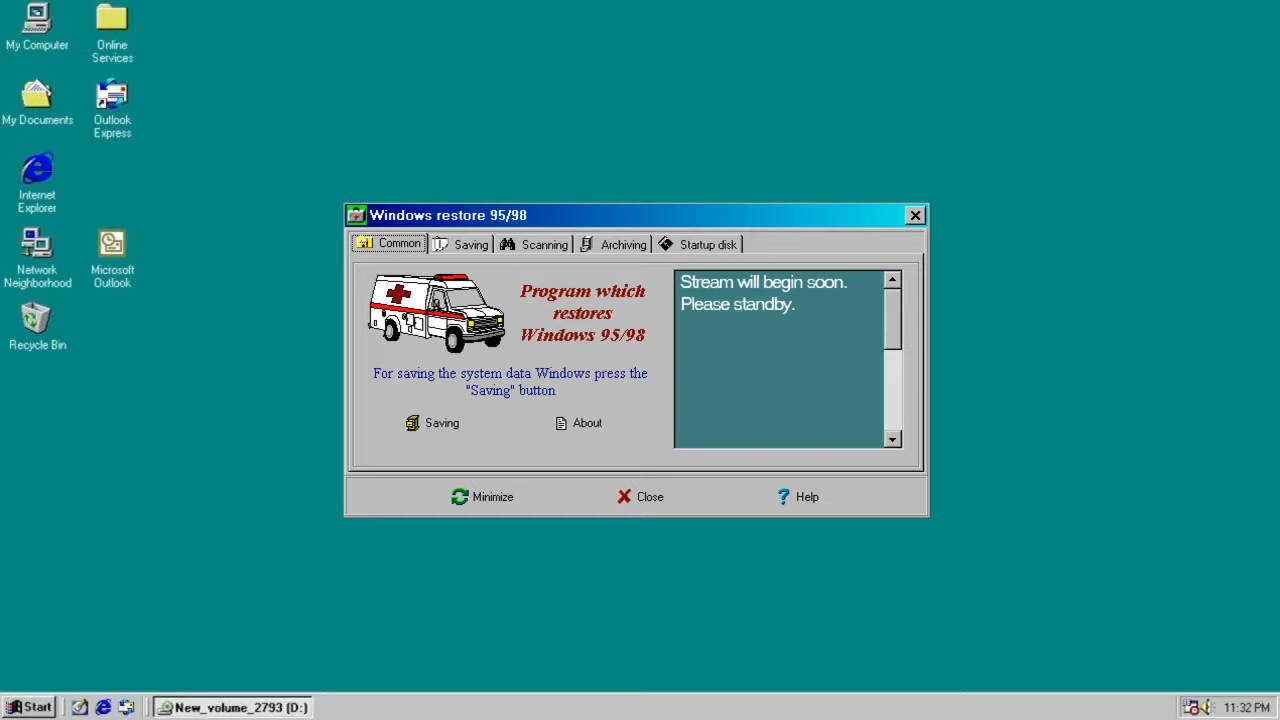 My Computer
Online
Services
My Documents
Outlook
Express
Internet
Explorer
Network
Neighborhood
Microsoft
Outlook
Recycle Bin
Windows restore 95/98
Common
Saving
Scanning
Archiving
Startup disk
Program which
restores
Windows 95/98
For saving the system data Windows press the
"Saving" button
Saving
About
Stream will begin soon.
Please standby.
Minimize
Close
Help
Start
New_volume_2793 (D:)
11:32 PM